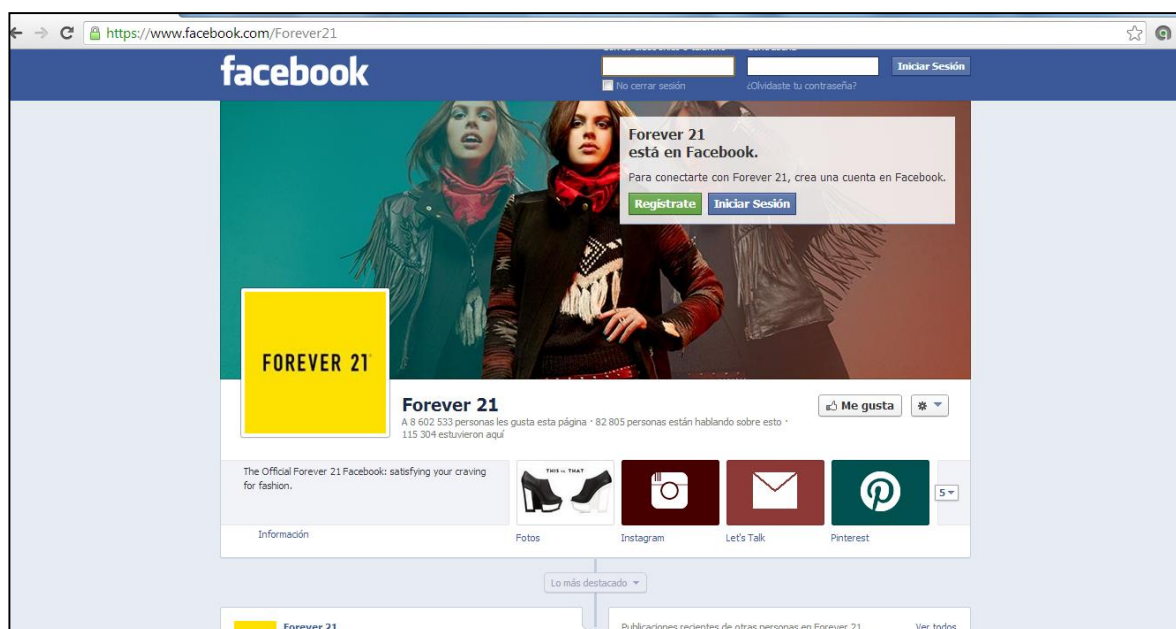 https://www.facebook.com/Forever21
facebook
Iniciar Sesión
No cerrar sesión
¿Olvidaste tu contraseña?
Forever 21
está en Facebook.
Para conectarte con Forever 21, crea una cuenta en Facebook.
Regístrate
Iniciar Sesión
FOREVER 21
Forever 21
A 8 602 533 personas les gusta esta página · 82 805 personas están hablando sobre esto ·
115 304 estuvieron aquí
Me gusta
The Official Forever 21 Facebook: satisfying your craving
for fashion.
Información
THIS vs. THAT
Fotos
Instagram
Let's Talk
Pinterest
5
Lo más destacado
Forever 21
Publicaciones recientes de otras personas en Forever 21
Ver todos